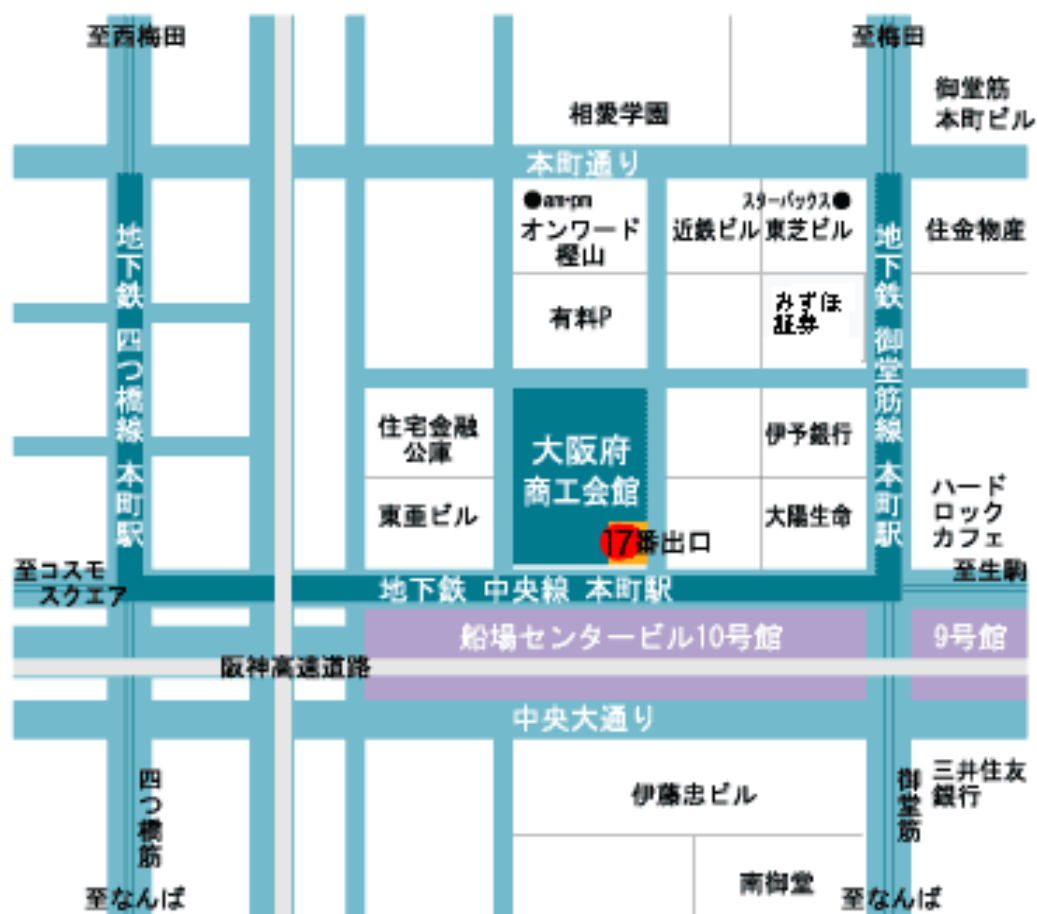 至西梅田
至梅田
御堂筋
本町ビル
相愛学園
本町通り
●am·pm
スターバックス●
オンワード
樫山
近鉄ビル
東芝ビル
住金物産
地下鉄 四つ橋線 本町駅
地下鉄 御堂筋線 本町駅
有料P
みずほ
証券
住宅金融
公庫
大阪府
商工会館
伊予銀行
東亜ビル
大陽生命
ハード
ロック
カフェ
17番出口
至コスモ
スクエア
至生駒
地下鉄 中央線 本町駅
船場センタービル10号館
9号館
阪神高速道路
中央大通り
四つ橋筋
伊藤忠ビル
御堂筋
三井住友
銀行
南御堂
至なんば
至なんば